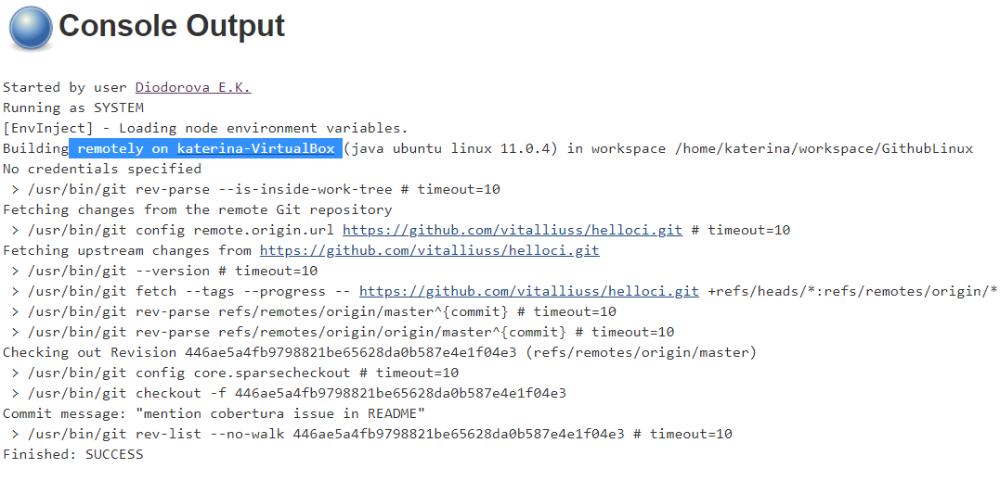 Console Output
Started by user Diodorova E.K.
Running as SYSTEM
[EnvInject] - Loading node environment variables.
Building remotely on katerina-VirtualBox (java ubuntu linux 11.0.4) in workspace /home/katerina/workspace/GithubLinux
No credentials specified
> /usr/bin/git rev-parse --is-inside-work-tree # timeout=10
Fetching changes from the remote Git repository
> /usr/bin/git config remote.origin.url https://github.com/vitalliuss/helloci.git # timeout=10
Fetching upstream changes from https://github.com/vitalliuss/helloci.git
> /usr/bin/git --version # timeout=10
> /usr/bin/git fetch --tags --progress -- https://github.com/vitalliuss/helloci.git +refs/heads/*:refs/remotes/origin/*
> /usr/bin/git rev-parse refs/remotes/origin/master^{commit} # timeout=10
> /usr/bin/git rev-parse refs/remotes/origin/origin/master^{commit} # timeout=10
Checking out Revision 446ae5a4fb9798821be65628da0b587e4e1f04e3 (refs/remotes/origin/master)
> /usr/bin/git config core.sparsecheckout # timeout=10
> /usr/bin/git checkout -f 446ae5a4fb9798821be65628da0b587e4e1f04e3
Commit message: "mention cobertura issue in README"
> /usr/bin/git rev-list --no-walk 446ae5a4fb9798821be65628da0b587e4e1f04e3 # timeout=10
Finished: SUCCESS